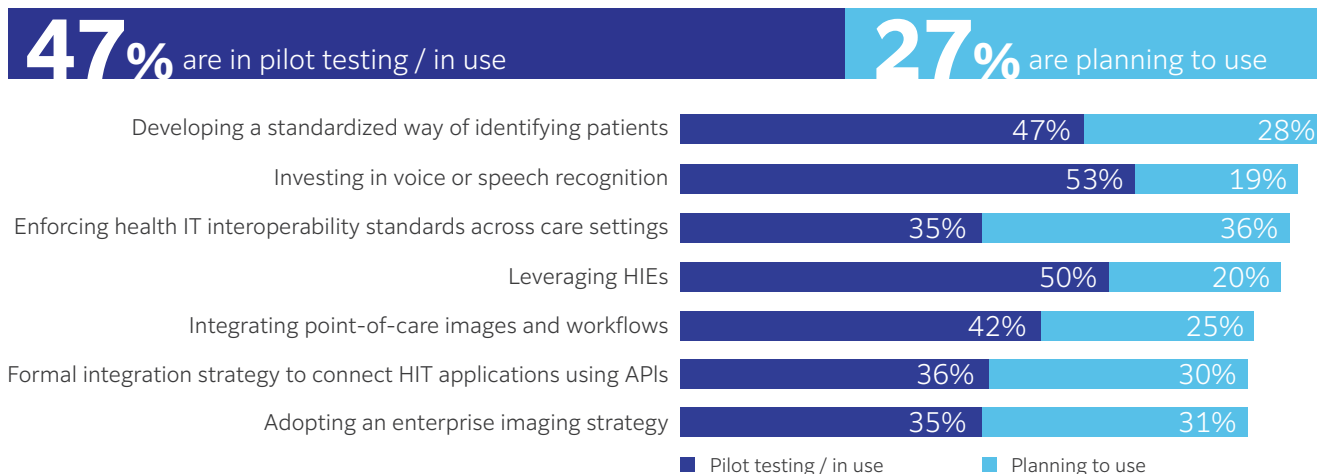 47% are in pilot testing / in use 27% are planning to use
Developing a standardized way of identifying patients 47% 28%
Investing in voice or speech recognition 53% 19%
Enforcing health IT interoperability standards across care settings 35% 36%
Leveraging HIEs 50% 20%
Integrating point-of-care images and workflows 42% 25%
Formal integration strategy to connect HIT applications using APIs 36% 30%
Adopting an enterprise imaging strategy 35% 31%
Pilot testing / in use Planning to use